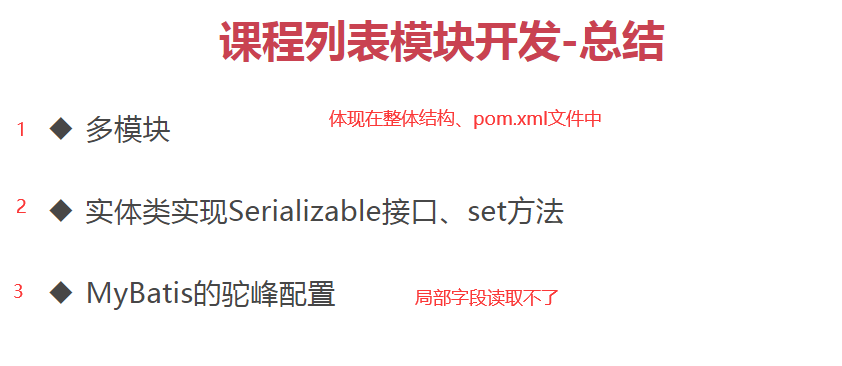 课程列表模块开发-总结
1 ◆ 多模块 体现在整体结构、pom.xml文件中
2 ◆ 实体类实现Serializable接口、set方法
3 ◆ MyBatis的驼峰配置 局部字段读取不了